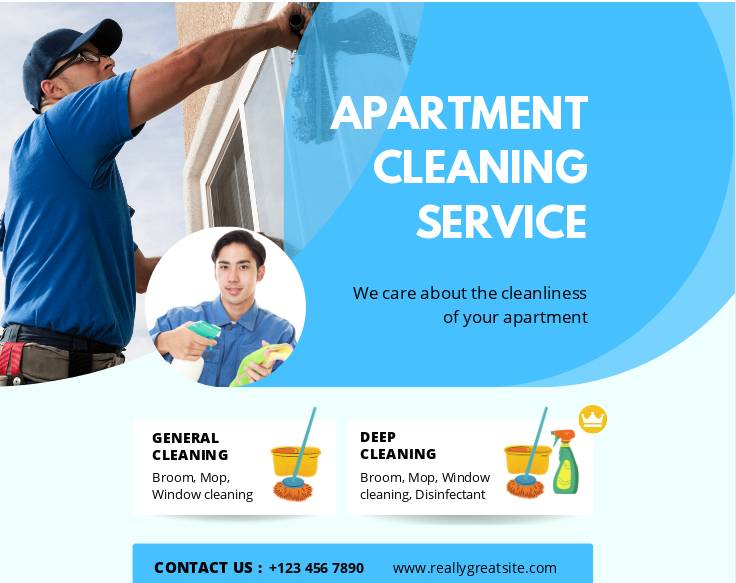 APARTMENT
CLEANING
SERVICE
We care about the cleanliness
of your apartment
GENERAL
CLEANING
Broom, Mop,
Window cleaning
DEEP
CLEANING
Broom, Mop, Window
cleaning, Disinfectant
CONTACT US : +123 456 7890 www.reallygreatsite.com